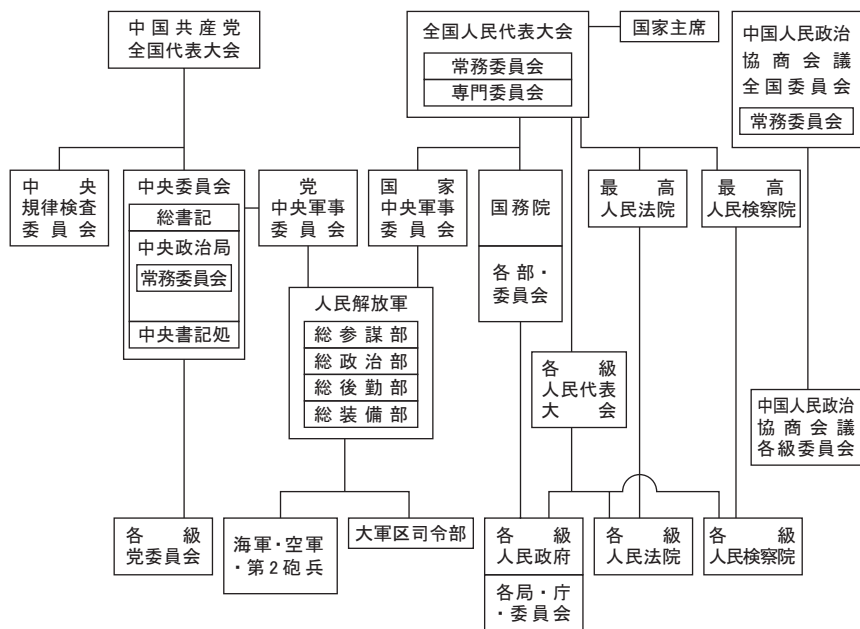 中国共産党
全国代表大会
全国人民代表大会
常務委員会
専門委員会
国家主席
中国人民政治
協商会議
全国委員会
常務委員会
中央
規律検査
委員会
中央委員会
総書記
中央政治局
常務委員会
中央書記処
党
中央軍事
委員会
国家
中央軍事
委員会
国務院
各部・
委員会
最高
人民法院
最高
人民検察院
人民解放軍
総参謀部
総政治部
総後勤部
総装備部
各級
人民代表
大会
中国人民政治
協商会議
各級委員会
各級
党委員会
海軍・空軍
・第2砲兵
大軍区司令部
各級
人民政府
各局・庁
・委員会
各級
人民法院
各級
人民検察院